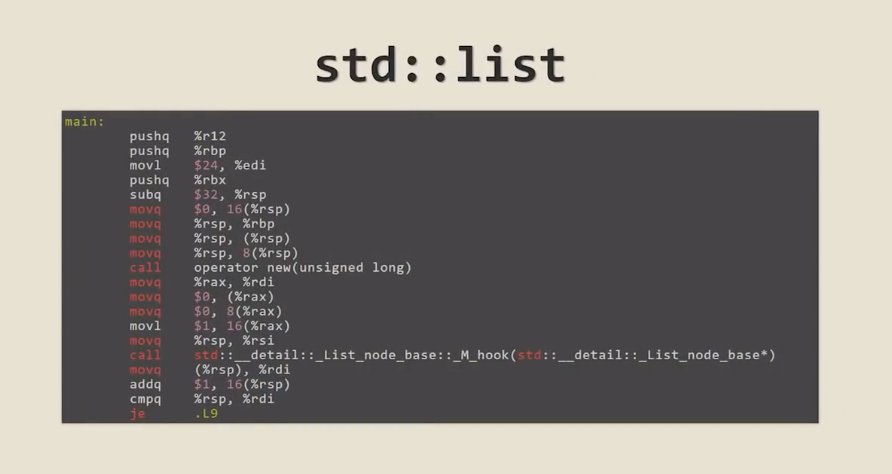 std::list
main:
pushq %r12
pushq %rbp
movl $24, %edi
pushq %rbx
subq $32, %rsp
movq $0, 16(%rsp)
movq %rsp, %rbp
movq %rsp, (%rsp)
movq %rsp, 8(%rsp)
call operator new(unsigned long)
movq %rax, %rdi
movq $0, (%rax)
movq $0, 8(%rax)
movl $1, 16(%rax)
movq %rsp, %rsi
call std::__detail::_List_node_base::_M_hook(std::__detail::_List_node_base*)
movq (%rsp), %rdi
addq $1, 16(%rsp)
cmpq %rsp, %rdi
je .L9